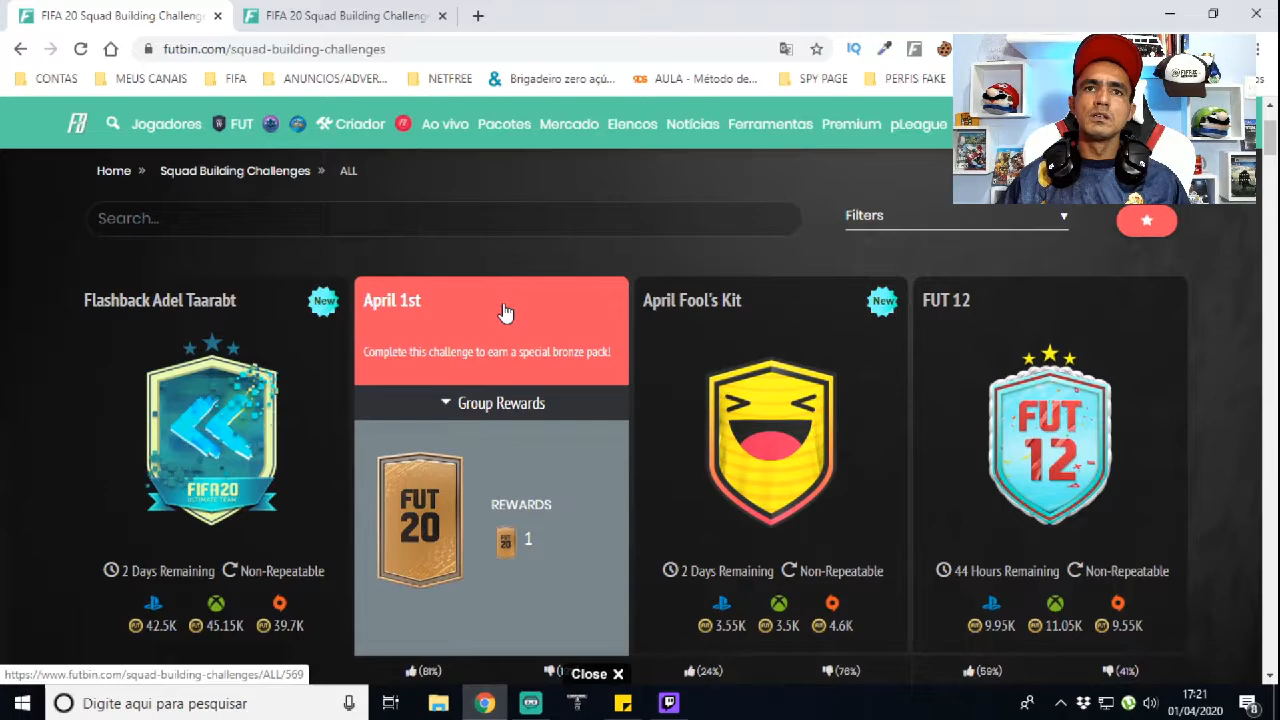 FIFA 20 Squad Building Challeng
FIFA 20 Squad Building Challeng
futbin.com/squad-building-challenges
IQ
CONTAS
MEUS CANAIS
FIFA
ANUNCIOS/ADVER...
NETFREE
Brigadeiro zero açú...
AULA - Método de...
SPY PAGE
PERFIS FAKE
FB
Jogadores
FUT
Criador
Ao vivo
Pacotes
Mercado
Elencos
Notícias
Ferramentas
Premium
pLeague
Home » Squad Building Challenges » ALL
Search...
Filters
Flashback Adel Taarabt
New
FIFA20
ULTIMATE TEAM
2 Days Remaining
Non-Repeatable
42.5K
45.15K
39.7K
April 1st
Complete this challenge to earn a special bronze pack!
Group Rewards
FUT
20
REWARDS
FUT
20
1
(81%)
April Fool's Kit
New
2 Days Remaining
Non-Repeatable
3.55K
3.5K
4.6K
(24%)
(76%)
FUT 12
FUT
12
44 Hours Remaining
Non-Repeatable
9.95K
11.05K
9.55K
(59%)
(41%)
https://www.futbin.com/squad-building-challenges/ALL/569
Close X
Digite aqui para pesquisar
17:21
01/04/2020